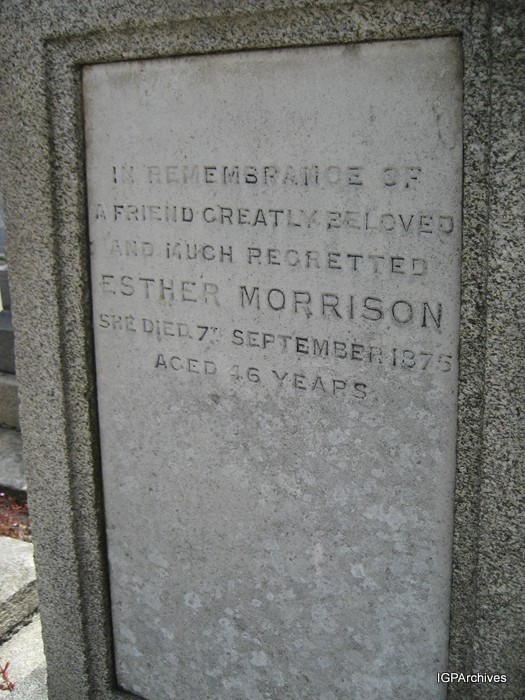 IN REMEMBRANCE OF
A FRIEND GREATLY BELOVED
AND MUCH REGRETTED
ESTHER MORRISON
SHE DIED 7TH SEPTEMBER 1875
AGED 46 YEARS
IGPArchives